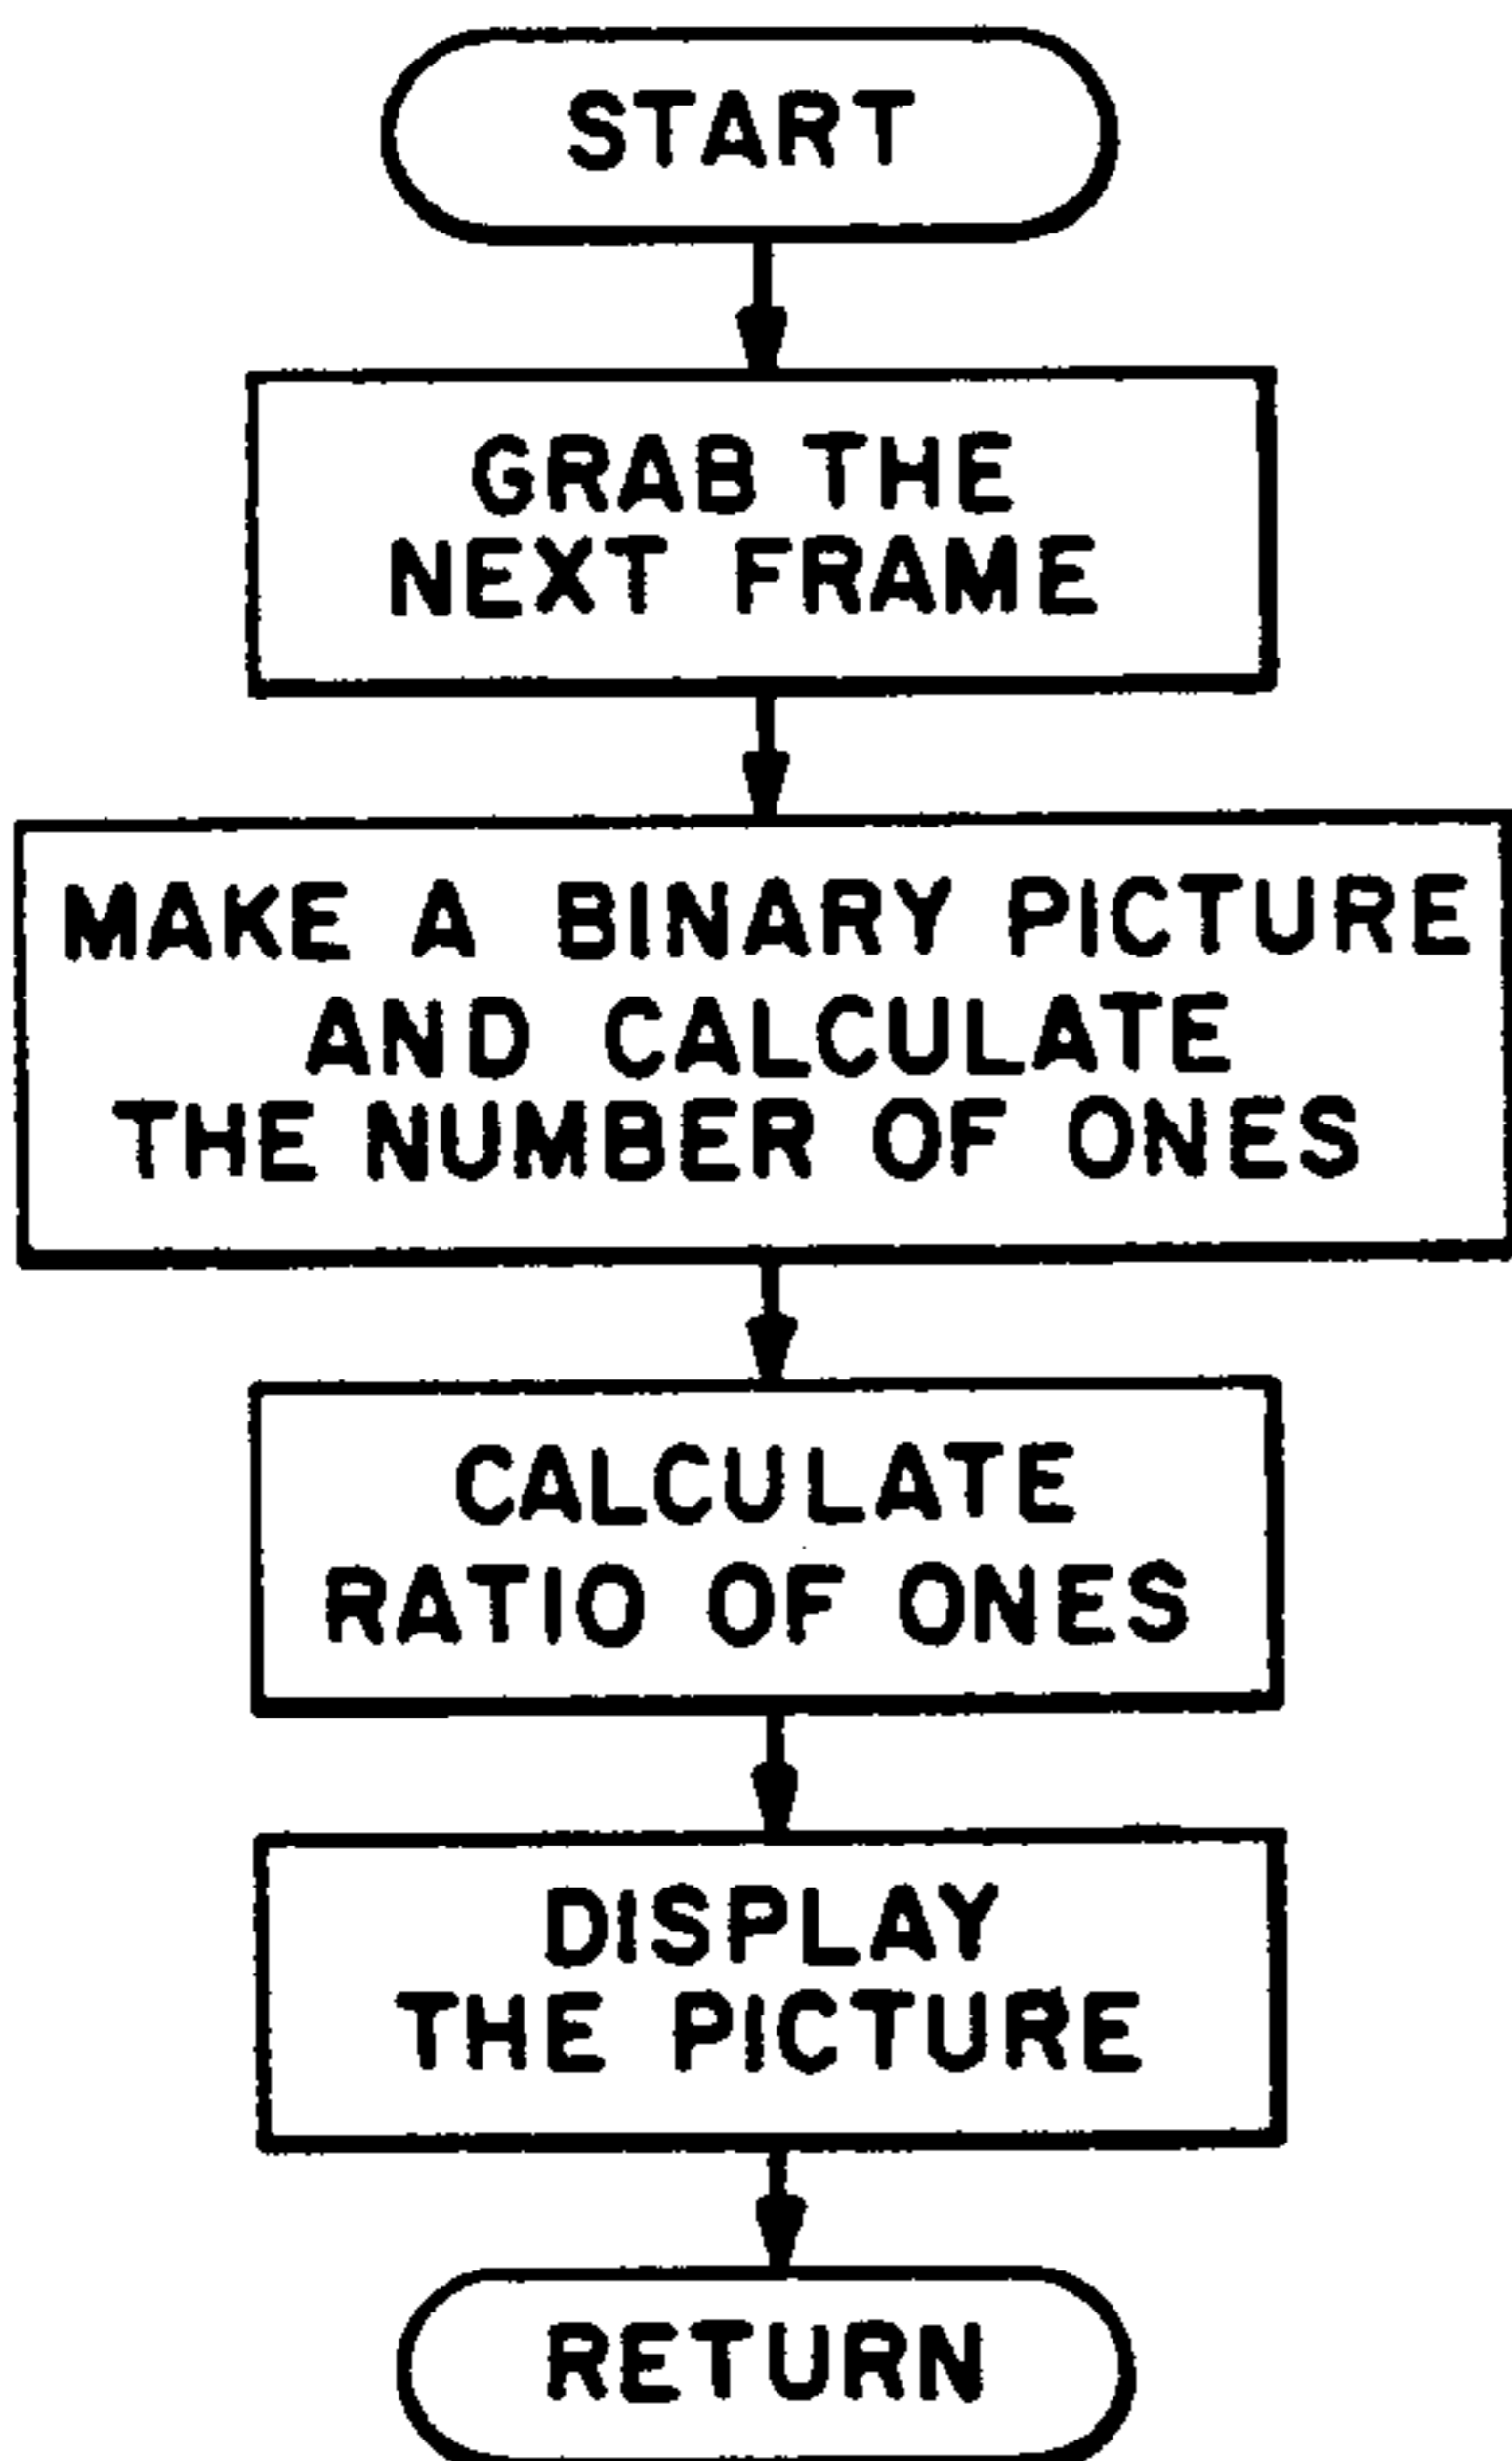 START
GRAB THE
NEXT FRAME
MAKE A BINARY PICTURE
AND CALCULATE
THE NUMBER OF ONES
CALCULATE
RATIO OF ONES
DISPLAY
THE PICTURE
RETURN